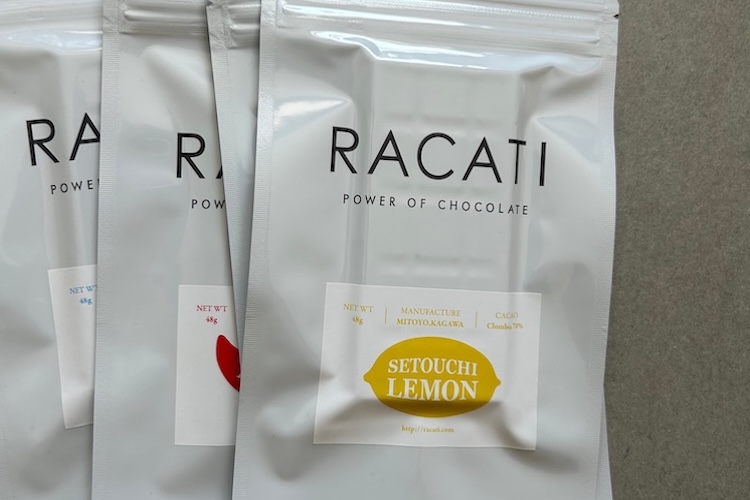 RA
POWE
NET WT
48g
RA
POW
NET WT
48g
RACATI
POWER OF CHOCOLATE
NET WT
48g
MANUFACTURE
MITOYO,KAGAWA
CACAO
70%
SETOUCHI
LEMON
http://racati.com